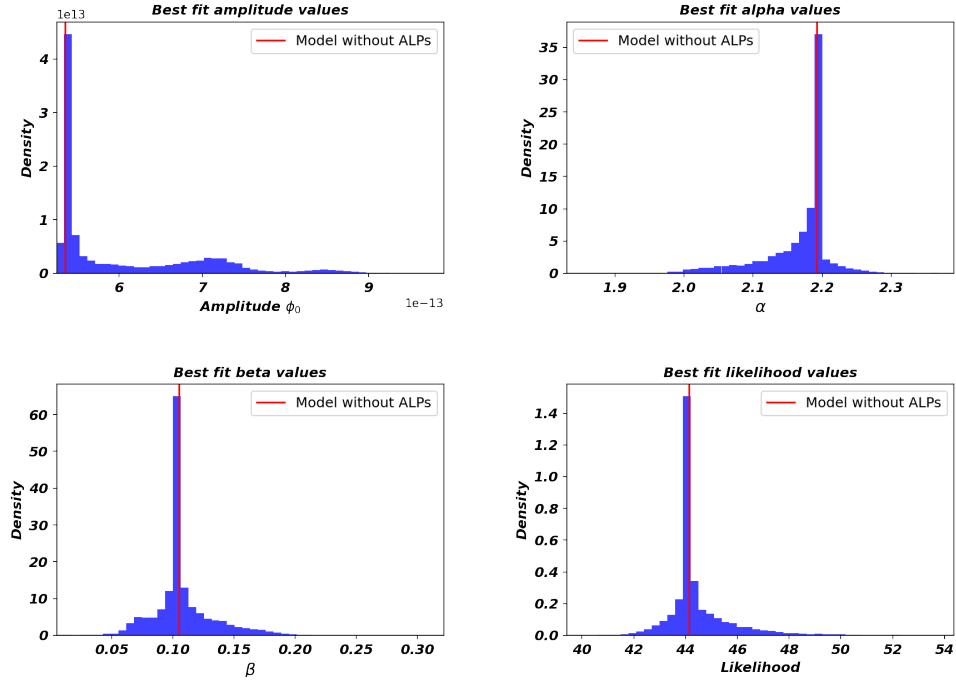 Best fit amplitude values
1e13
Model without ALPs
Density
4
3
2
1
0
6 7 8 9
1e−13
Amplitude ϕ₀
Best fit alpha values
Model without ALPs
Density
35
30
25
20
15
10
5
0
1.9 2.0 2.1 2.2 2.3
α
Best fit beta values
Model without ALPs
Density
60
50
40
30
20
10
0
0.05 0.10 0.15 0.20 0.25 0.30
β
Best fit likelihood values
Model without ALPs
Density
1.4
1.2
1.0
0.8
0.6
0.4
0.2
0.0
40 42 44 46 48 50 52 54
Likelihood